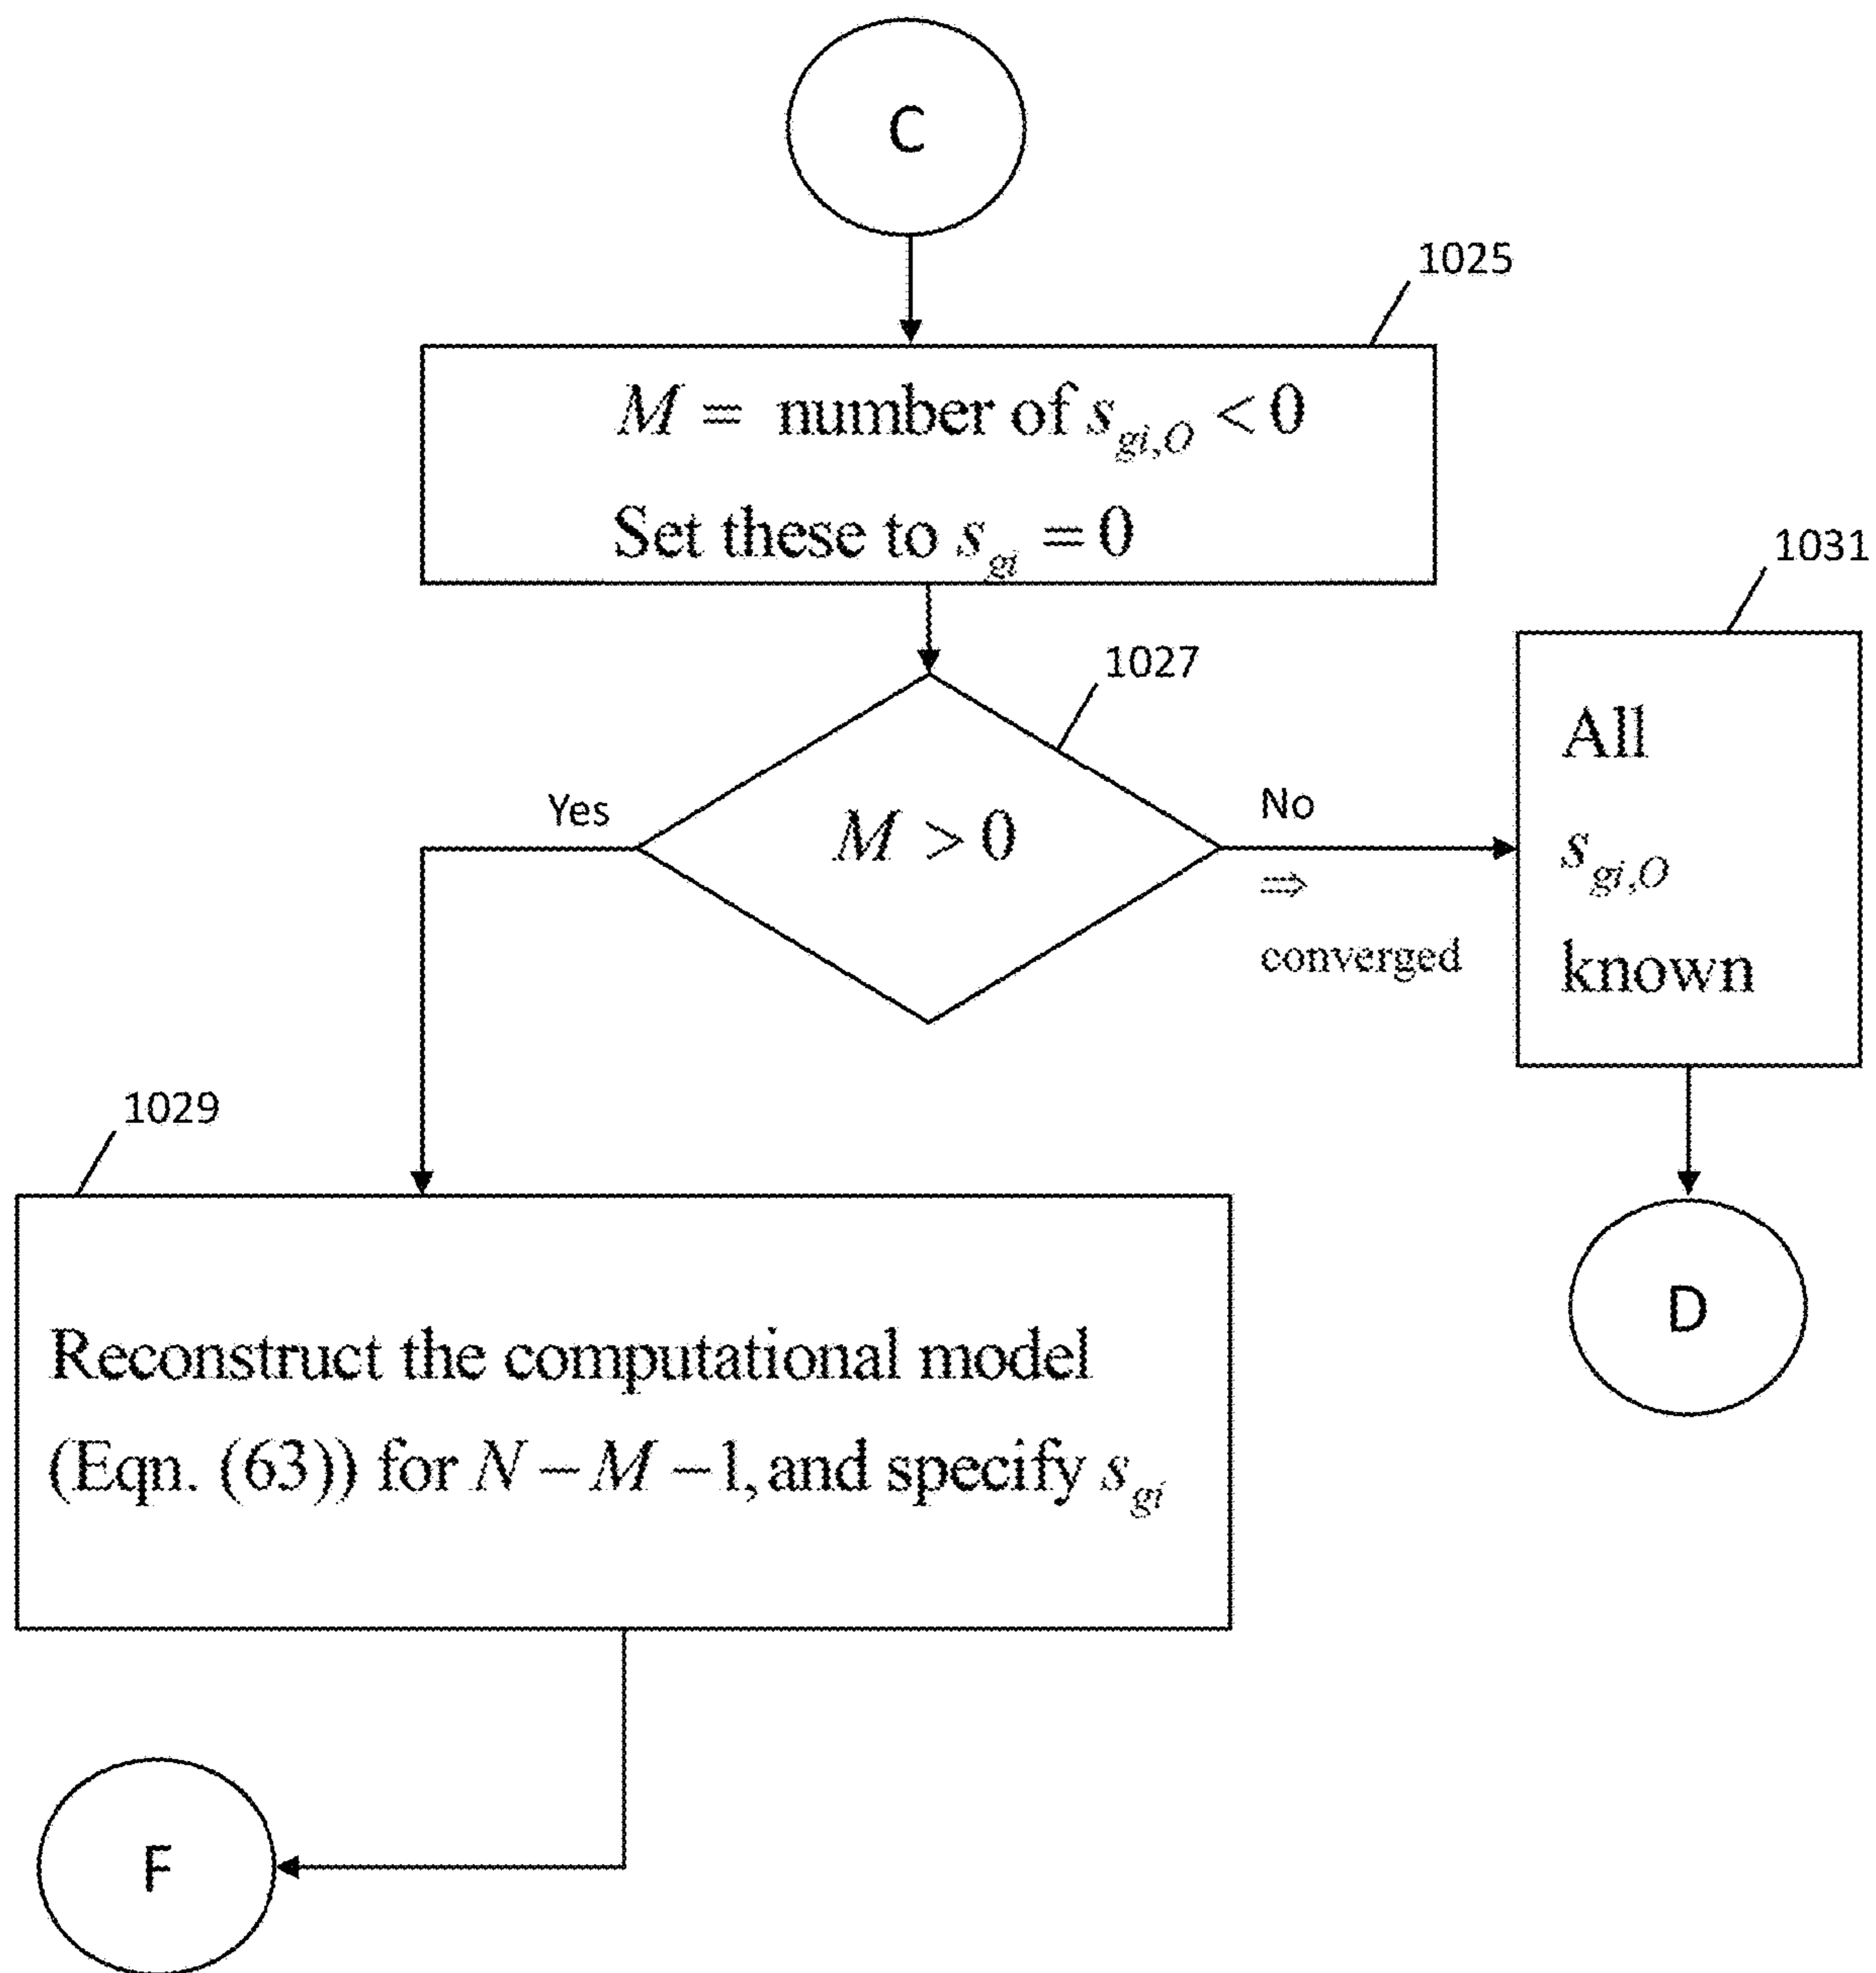 C
1025
M = number of s_{gi,O} < 0
Set these to s_{gi} = 0
1031
1027
All
s_{gi,O}
known
Yes
M > 0
No
⇒
converged
1029
D
Reconstruct the computational model
(Eqn. (63)) for N − M − 1, and specify s_{gi}
F